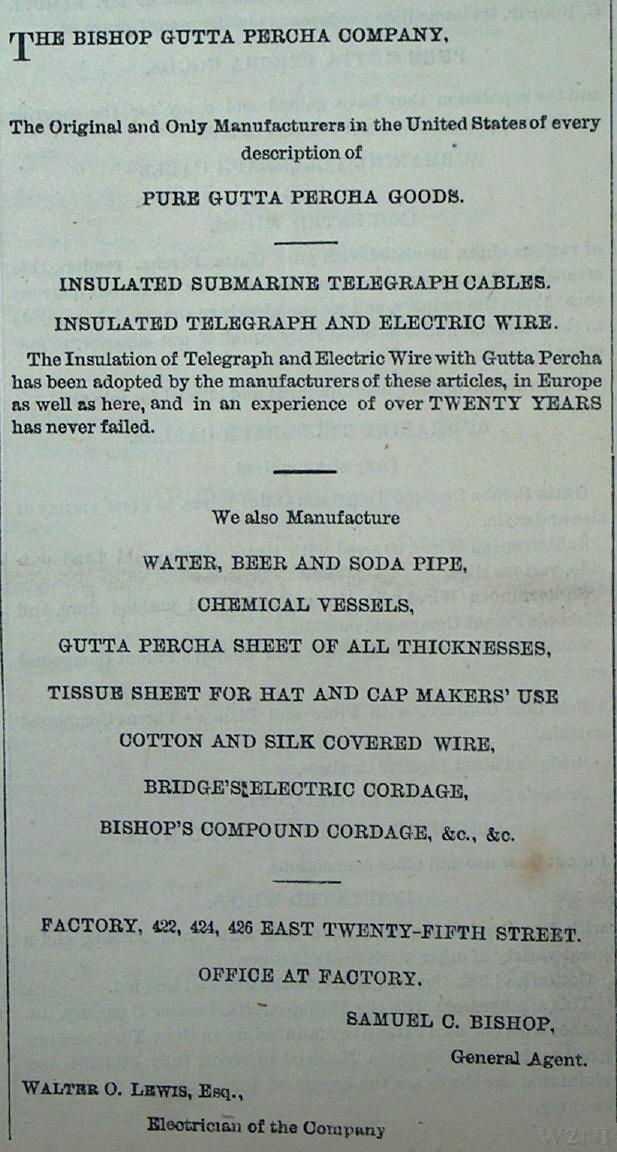 THE BISHOP GUTTA PERCHA COMPANY,
The Original and Only Manufacturers in the United States of every
description of
PURE GUTTA PERCHA GOODS.
INSULATED SUBMARINE TELEGRAPH CABLES.
INSULATED TELEGRAPH AND ELECTRIC WIRE.
The Insulation of Telegraph and Electric Wire with Gutta Percha
has been adopted by the manufacturers of these articles, in Europe
as well as here, and in an experience of over TWENTY YEARS
has never failed.
We also Manufacture
WATER, BEER AND SODA PIPE,
CHEMICAL VESSELS,
GUTTA PERCHA SHEET OF ALL THICKNESSES,
TISSUE SHEET FOR HAT AND CAP MAKERS' USE
COTTON AND SILK COVERED WIRE,
BRIDGE'S ELECTRIC CORDAGE,
BISHOP'S COMPOUND CORDAGE, &c., &c.
FACTORY, 422, 424, 426 EAST TWENTY-FIFTH STREET.
OFFICE AT FACTORY.
SAMUEL C. BISHOP,
General Agent.
WALTER O. LEWIS, Esq.,
Electrician of the Company
W2PM